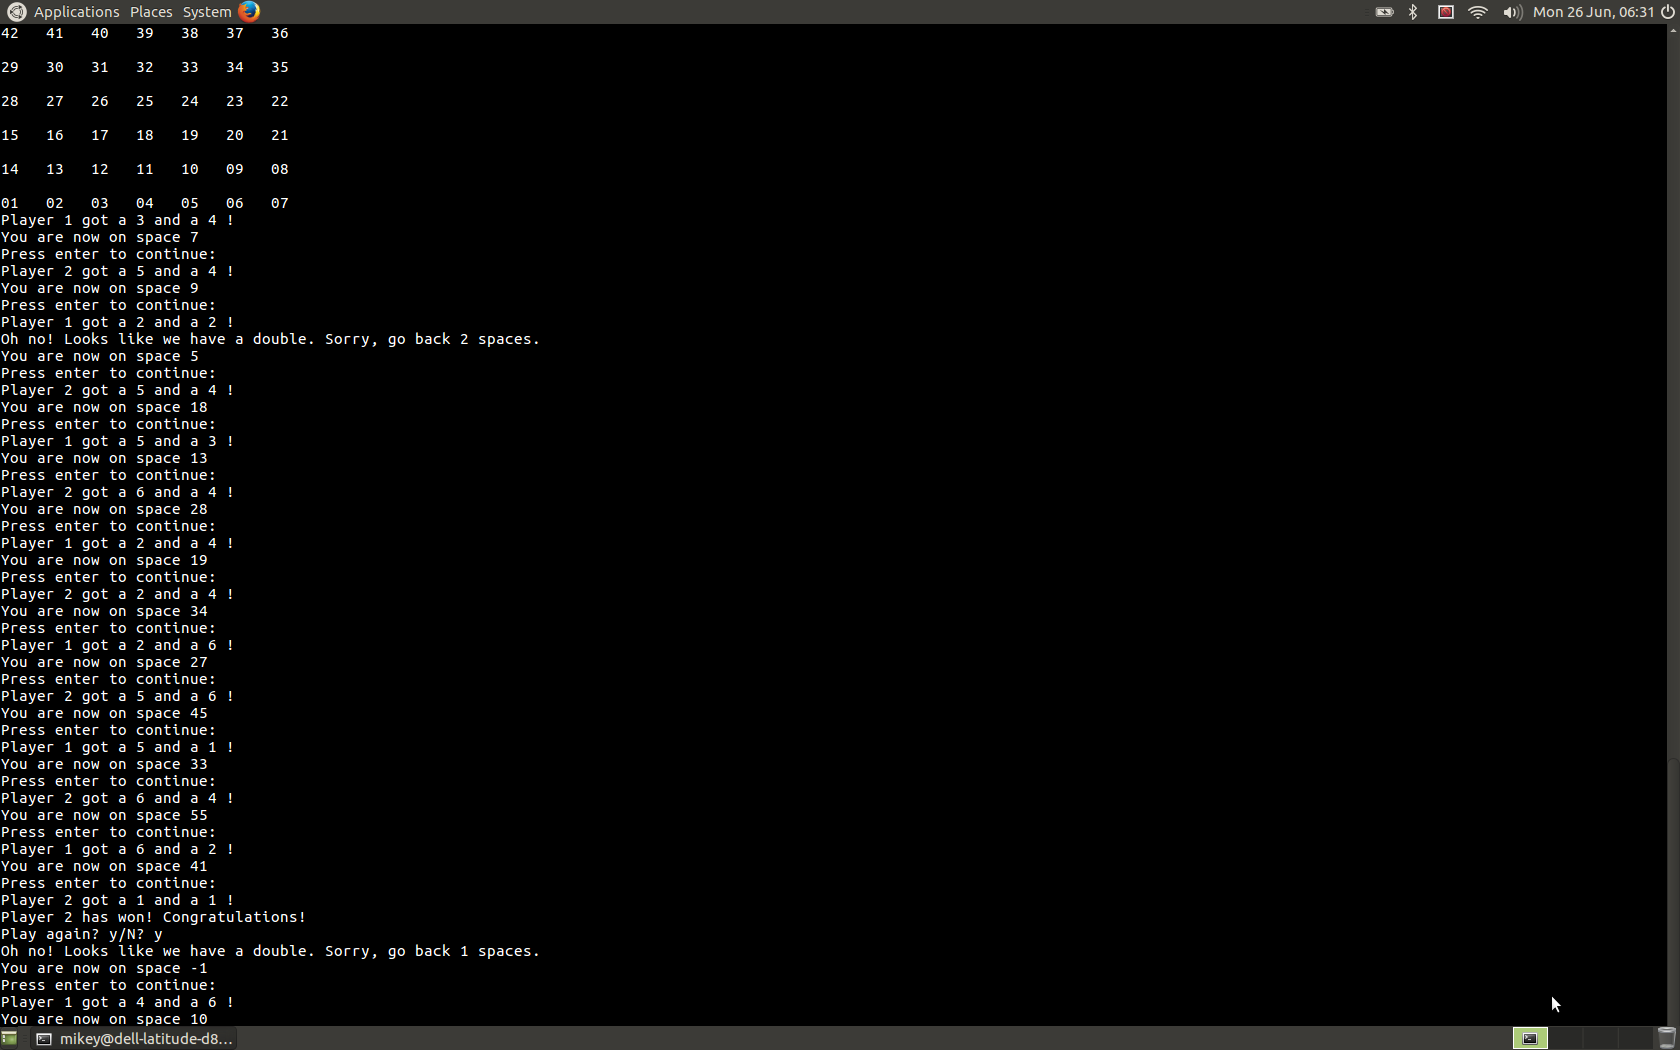 Applications Places System Mon 26 Jun, 06:31
42 41 40 39 38 37 36
29 30 31 32 33 34 35
28 27 26 25 24 23 22
15 16 17 18 19 20 21
14 13 12 11 10 09 08
01 02 03 04 05 06 07
Player 1 got a 3 and a 4 !
You are now on space 7
Press enter to continue:
Player 2 got a 5 and a 4 !
You are now on space 9
Press enter to continue:
Player 1 got a 2 and a 2 !
Oh no! Looks like we have a double. Sorry, go back 2 spaces.
You are now on space 5
Press enter to continue:
Player 2 got a 5 and a 4 !
You are now on space 18
Press enter to continue:
Player 1 got a 5 and a 3 !
You are now on space 13
Press enter to continue:
Player 2 got a 6 and a 4 !
You are now on space 28
Press enter to continue:
Player 1 got a 2 and a 4 !
You are now on space 19
Press enter to continue:
Player 2 got a 2 and a 4 !
You are now on space 34
Press enter to continue:
Player 1 got a 2 and a 6 !
You are now on space 27
Press enter to continue:
Player 2 got a 5 and a 6 !
You are now on space 45
Press enter to continue:
Player 1 got a 5 and a 1 !
You are now on space 33
Press enter to continue:
Player 2 got a 6 and a 4 !
You are now on space 55
Press enter to continue:
Player 1 got a 6 and a 2 !
You are now on space 41
Press enter to continue:
Player 2 got a 1 and a 1 !
Player 2 has won! Congratulations!
Play again? y/N? y
Oh no! Looks like we have a double. Sorry, go back 1 spaces.
You are now on space -1
Press enter to continue:
Player 1 got a 4 and a 6 !
You are now on space 10
mikey@dell-latitude-d8...